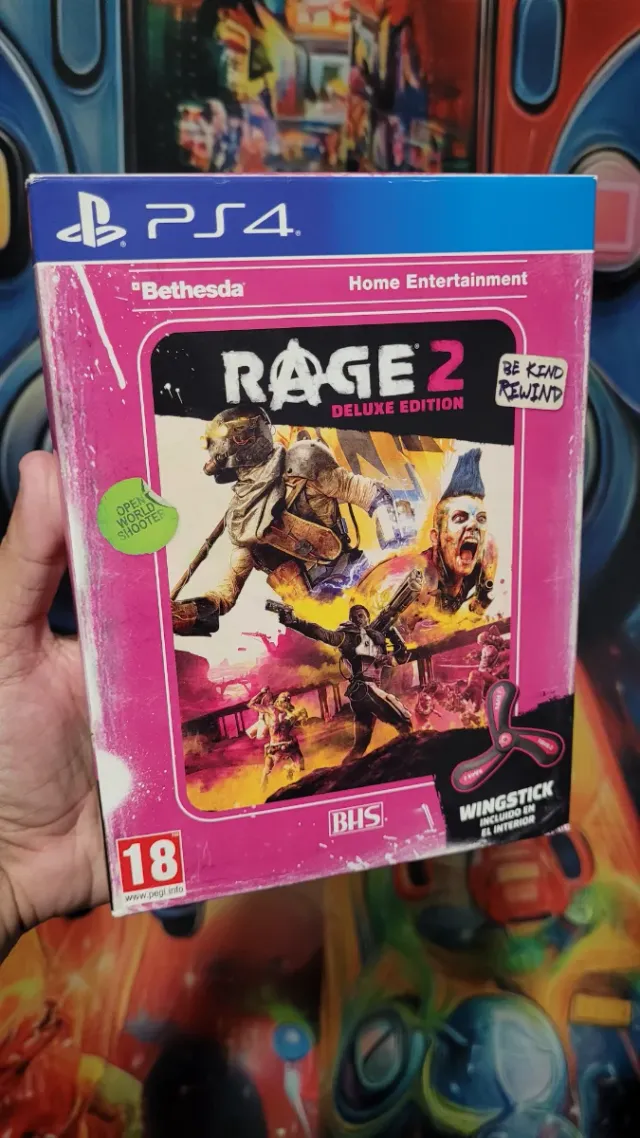 PS4
Bethesda
Home Entertainment
RAGE 2
DELUXE EDITION
BE KIND
REWIND
OPEN
WORLD
SHOOTER
WINGSTICK
INCLUIDO EN
EL INTERIOR
BHS
18
www.pegi.info